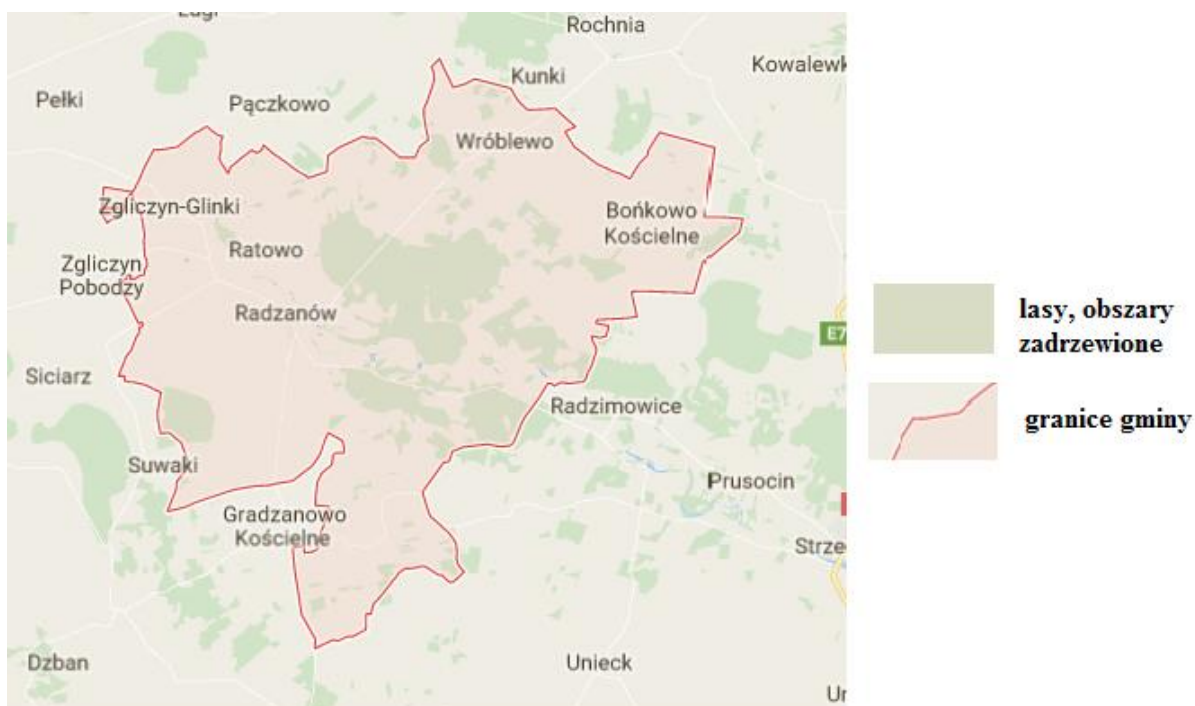 Rochnia
Kunki
Kowalewk
Pełki
Pączkowo
Wróblewo
Zgliczyn-Glinki
Bońkowo
Kościelne
Ratowo
Zgliczyn
Pobodzy
Radzanów
lasy, obszary
zadrzewione
E7
Siciarz
Radzimowice
granice gminy
Suwaki
Prusocin
Gradzanowo
Kościelne
Strze
Dzban
Unieck
Ur